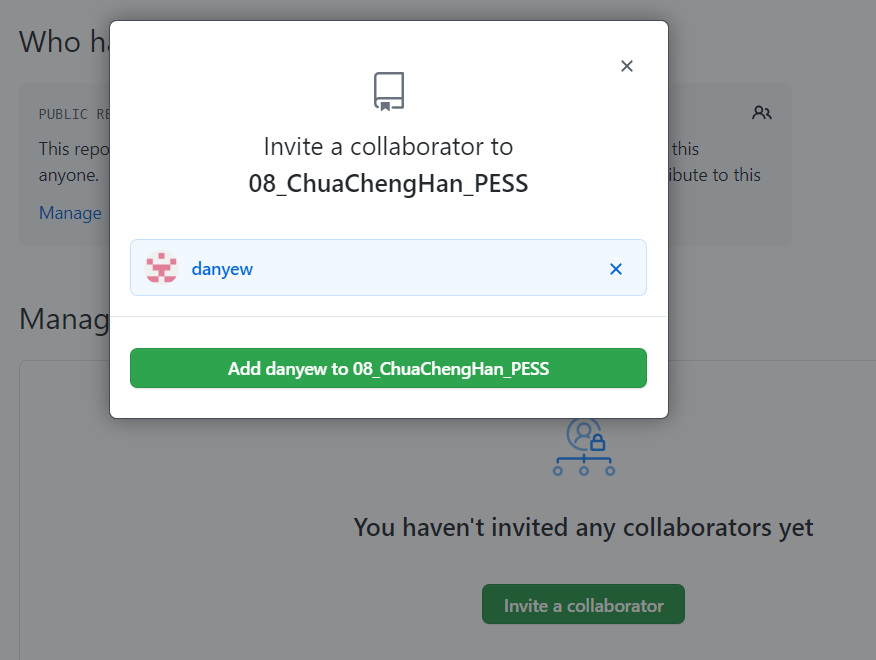 Who ha
Invite a collaborator to
08_ChuaChengHan_PESS
PUBLIC RE
This repo
anyone.
Manage
this
ibute to this
danyew
Add danyew to 08_ChuaChengHan_PESS
Manag
You haven't invited any collaborators yet
Invite a collaborator